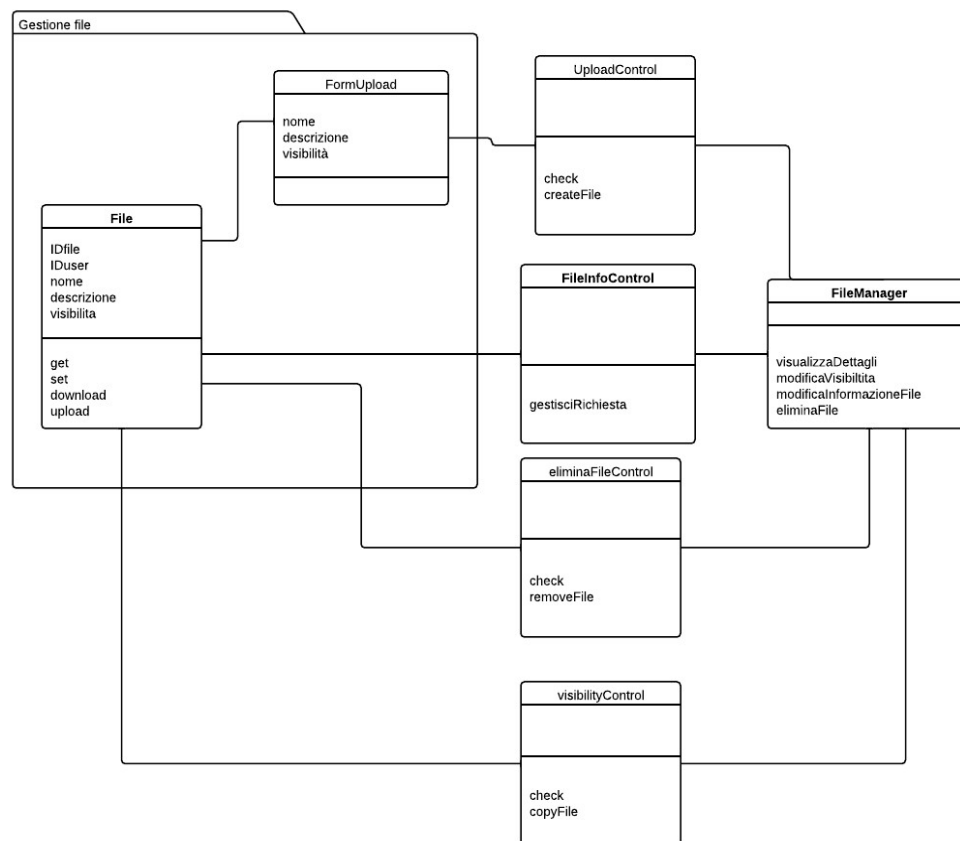 Gestione file
FormUpload
nome
descrizione
visibilità
File
IDfile
IDuser
nome
descrizione
visibilita
get
set
download
upload
UploadControl
check
createFile
FileInfoControl
gestisciRichiesta
eliminaFileControl
check
removeFile
visibilityControl
check
copyFile
FileManager
visualizzaDettagli
modificaVisibiltita
modificaInformazioneFile
eliminaFile